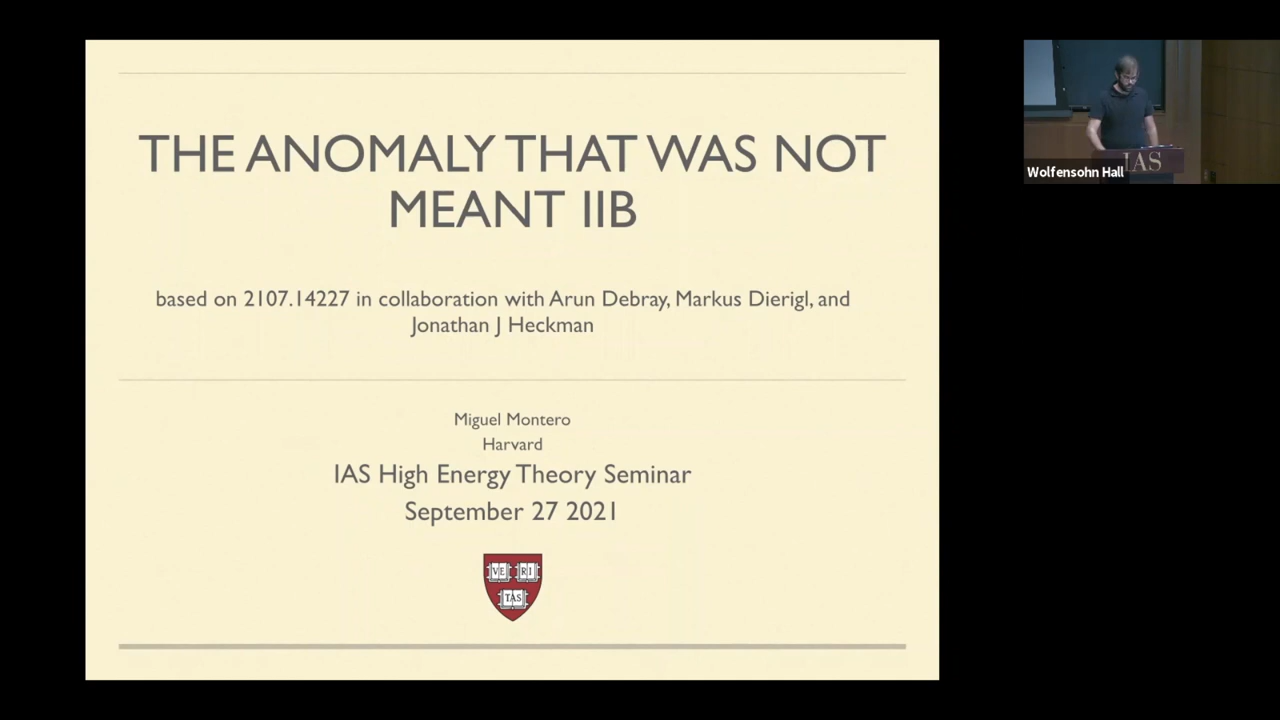 THE ANOMALY THAT WAS NOT
MEANT IIB
based on 2107.14227 in collaboration with Arun Debray, Markus Dierigl, and
Jonathan J Heckman
Miguel Montero
Harvard
IAS High Energy Theory Seminar
September 27 2021
VE RI
TAS
IAS
Wolfensohn Hall